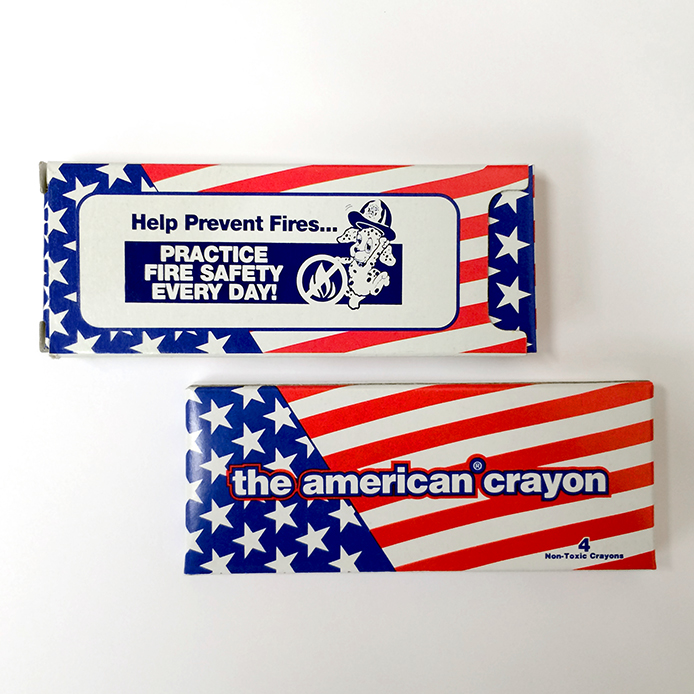 Help Prevent Fires...
PRACTICE
FIRE SAFETY
EVERY DAY!
the american® crayon
4
Non-Toxic Crayons